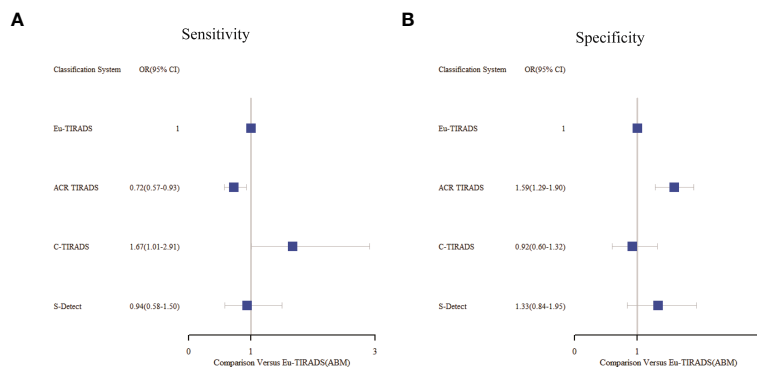 A
Sensitivity
Classification System OR(95% CI)
Eu-TIRADS 1
ACR TIRADS 0.72(0.57-0.93)
C-TIRADS 1.67(1.01-2.91)
S-Detect 0.94(0.58-1.50)
0 1 3
Comparison Versus Eu-TIRADS(ABM)
B
Specificity
Classification System OR(95% CI)
Eu-TIRADS 1
ACR TIRADS 1.59(1.29-1.90)
C-TIRADS 0.92(0.60-1.32)
S-Detect 1.33(0.84-1.95)
0 1
Comparison Versus Eu-TIRADS(ABM)